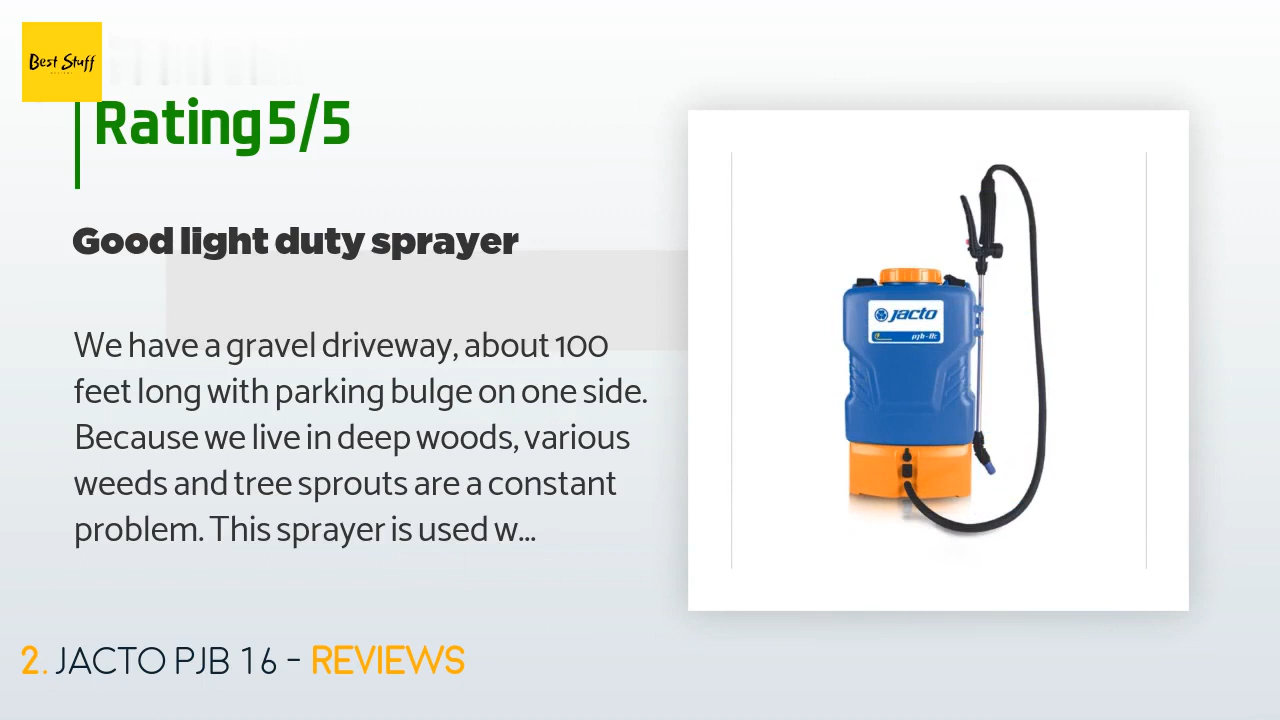 Best Stuff
Rating 5/5
Good light duty sprayer
We have a gravel driveway, about 100
feet long with parking bulge on one side.
Because we live in deep woods, various
weeds and tree sprouts are a constant
problem. This sprayer is used w...
jacto
2. JACTO PJB 16 - REVIEWS